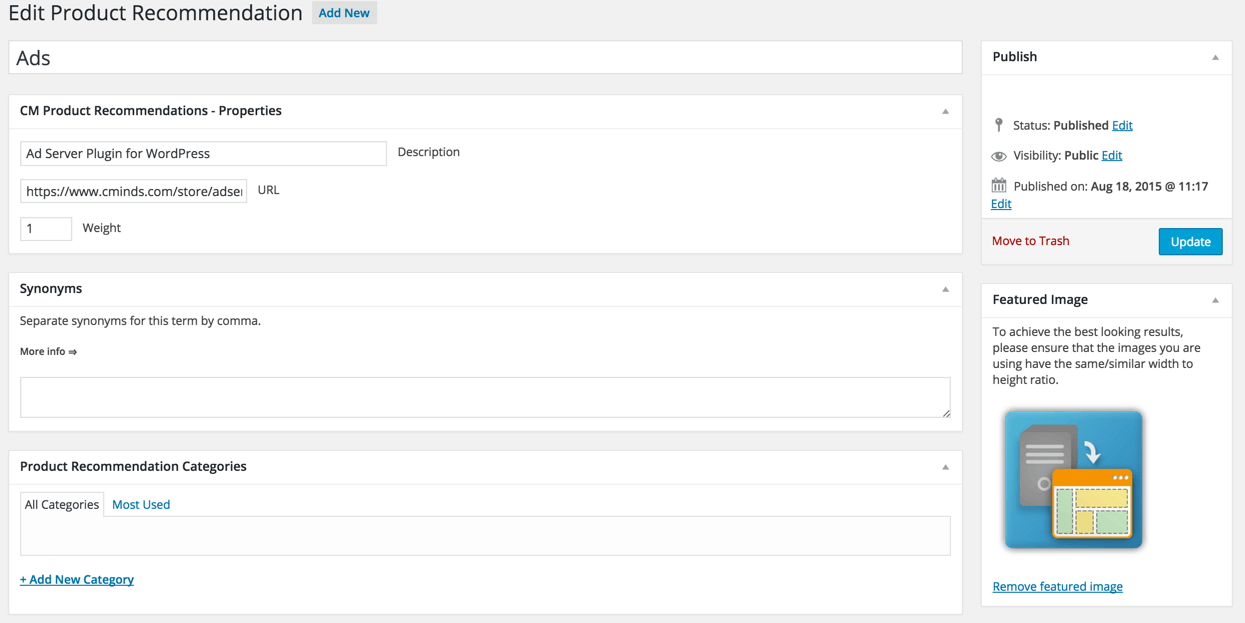 Edit Product Recommendation Add New
Ads
CM Product Recommendations - Properties
Ad Server Plugin for WordPress Description
https://www.cminds.com/store/adse URL
1 Weight
Synonyms
Separate synonyms for this term by comma.
More info ⇒
Product Recommendation Categories
All Categories Most Used
+ Add New Category
Publish
Status: Published Edit
Visibility: Public Edit
Published on: Aug 18, 2015 @ 11:17
Edit
Move to Trash Update
Featured Image
To achieve the best looking results,
please ensure that the images you are
using have the same/similar width to
height ratio.
Remove featured image